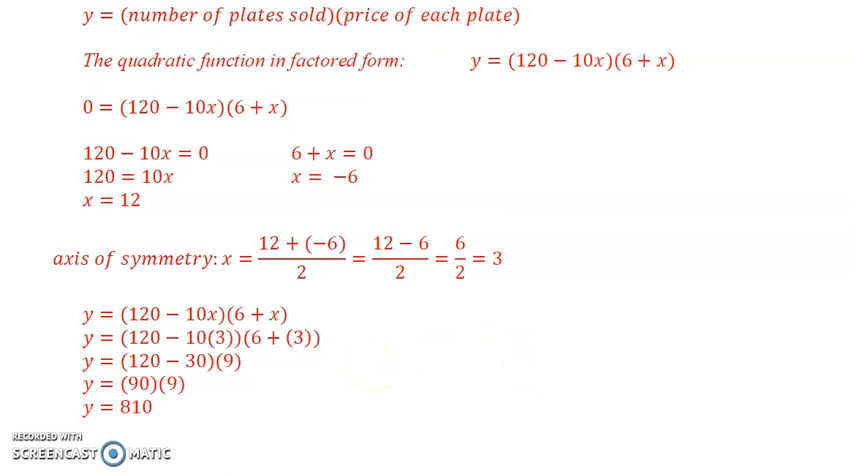 y = (number of plates sold)(price of each plate)
The quadratic function in factored form: y = (120 − 10x)(6 + x)
0 = (120 − 10x)(6 + x)
120 − 10x = 0 6 + x = 0
120 = 10x x = −6
x = 12
axis of symmetry: x = \frac{12 + (−6)}{2} = \frac{12 − 6}{2} = \frac{6}{2} = 3
y = (120 − 10x)(6 + x)
y = (120 − 10(3))(6 + (3))
y = (120 − 30)(9)
y = (90)(9)
y = 810
RECORDED WITH
SCREENCAST MATIC